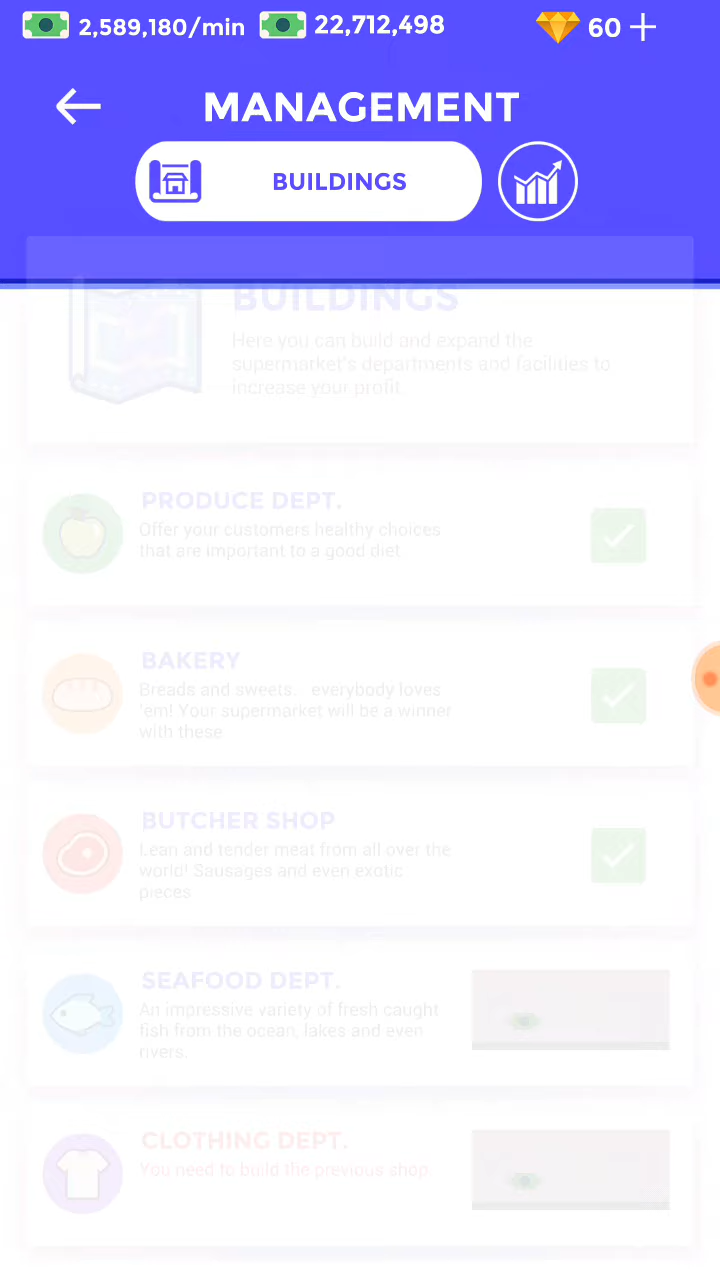 2,589,180/min 22,712,498 60
MANAGEMENT
BUILDINGS
BUILDINGS
Here you can build and expand the
supermarket's departments and facilities to
increase your profit.
PRODUCE DEPT.
Offer your customers healthy choices
that are important to a good diet
BAKERY
Breads and sweets... everybody loves
'em! Your supermarket will be a winner
with these
BUTCHER SHOP
Lean and tender meat from all over the
world! Sausages and even exotic
pieces
SEAFOOD DEPT.
An impressive variety of fresh caught
fish from the ocean, lakes and even
rivers.
CLOTHING DEPT.
You need to build the previous shop.